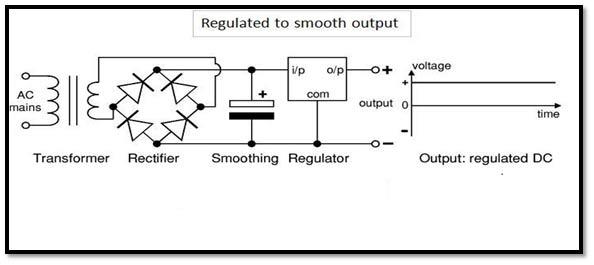 Regulated to smooth output
AC
mains
+
i/p o/p
com
+
output
−
voltage
+
0
−
time
Transformer Rectifier Smoothing Regulator Output: regulated DC